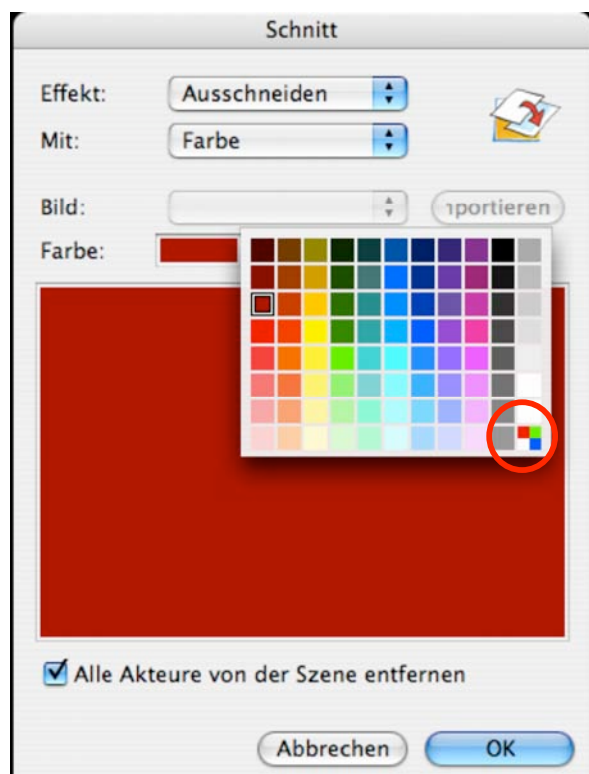 Schnitt
Effekt: Ausschneiden
Mit: Farbe
Bild:
Farbe:
Alle Akteure von der Szene entfernen
Abbrechen OK